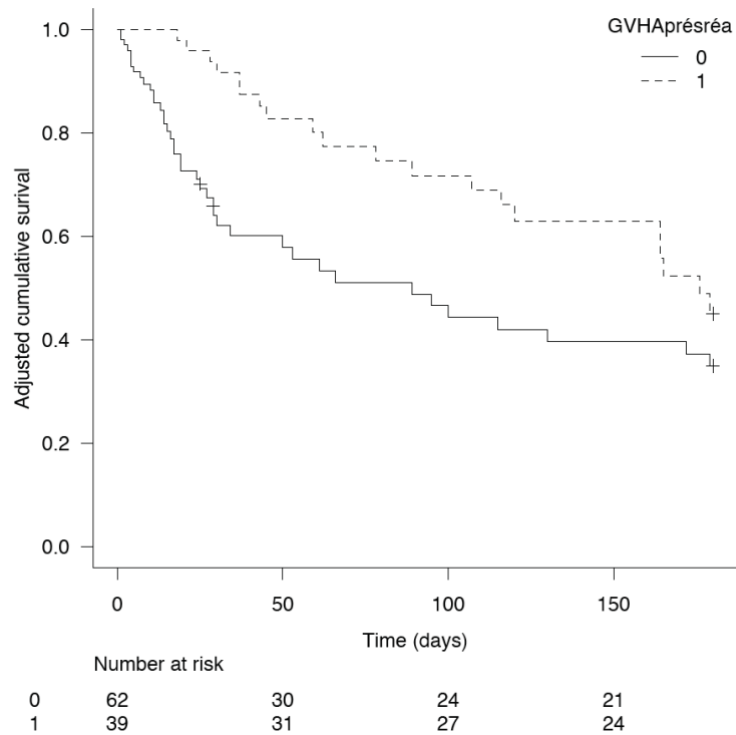 GVHAprésréa
0
1
1.0
0.8
0.6
0.4
0.2
0.0
Adjusted cumulative surival
0 50 100 150
Time (days)
Number at risk
0 62 30 24 21
1 39 31 27 24